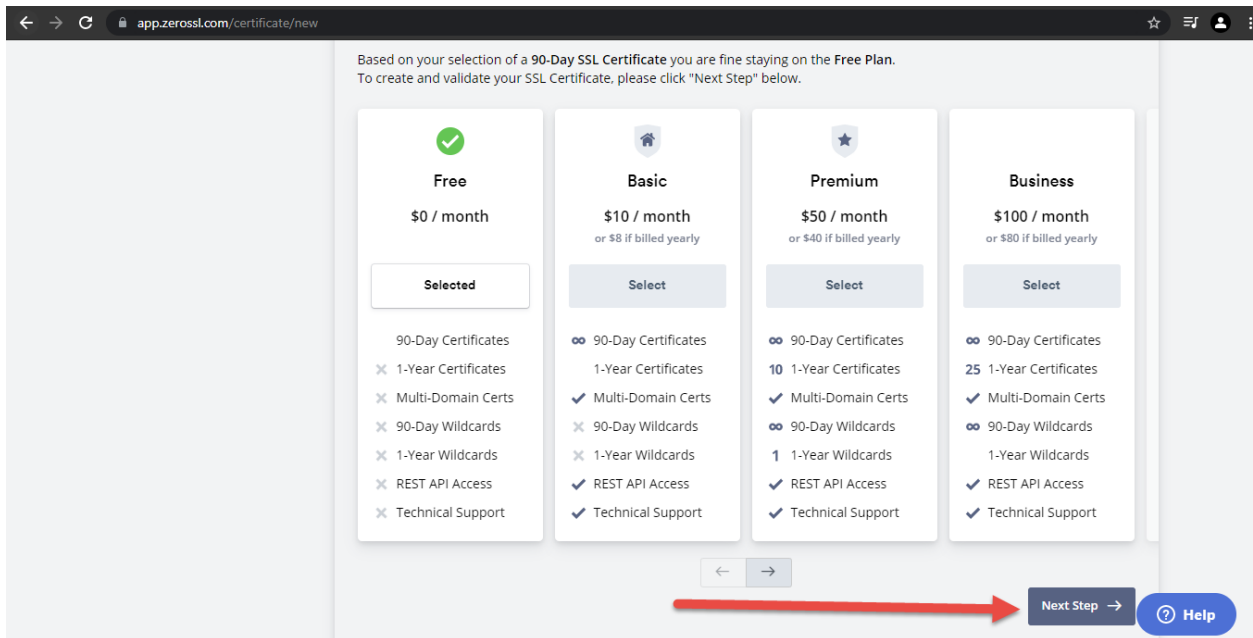 app.zerossl.com/certificate/new
Based on your selection of a 90-Day SSL Certificate you are fine staying on the Free Plan.
To create and validate your SSL Certificate, please click "Next Step" below.
Free
$0 / month
Selected
90-Day Certificates
1-Year Certificates
Multi-Domain Certs
90-Day Wildcards
1-Year Wildcards
REST API Access
Technical Support
Basic
$10 / month
or $8 if billed yearly
Select
∞ 90-Day Certificates
1-Year Certificates
Multi-Domain Certs
90-Day Wildcards
1-Year Wildcards
REST API Access
Technical Support
Premium
$50 / month
or $40 if billed yearly
Select
∞ 90-Day Certificates
10 1-Year Certificates
Multi-Domain Certs
∞ 90-Day Wildcards
1 1-Year Wildcards
REST API Access
Technical Support
Business
$100 / month
or $80 if billed yearly
Select
∞ 90-Day Certificates
25 1-Year Certificates
Multi-Domain Certs
∞ 90-Day Wildcards
1-Year Wildcards
REST API Access
Technical Support
Next Step →
Help